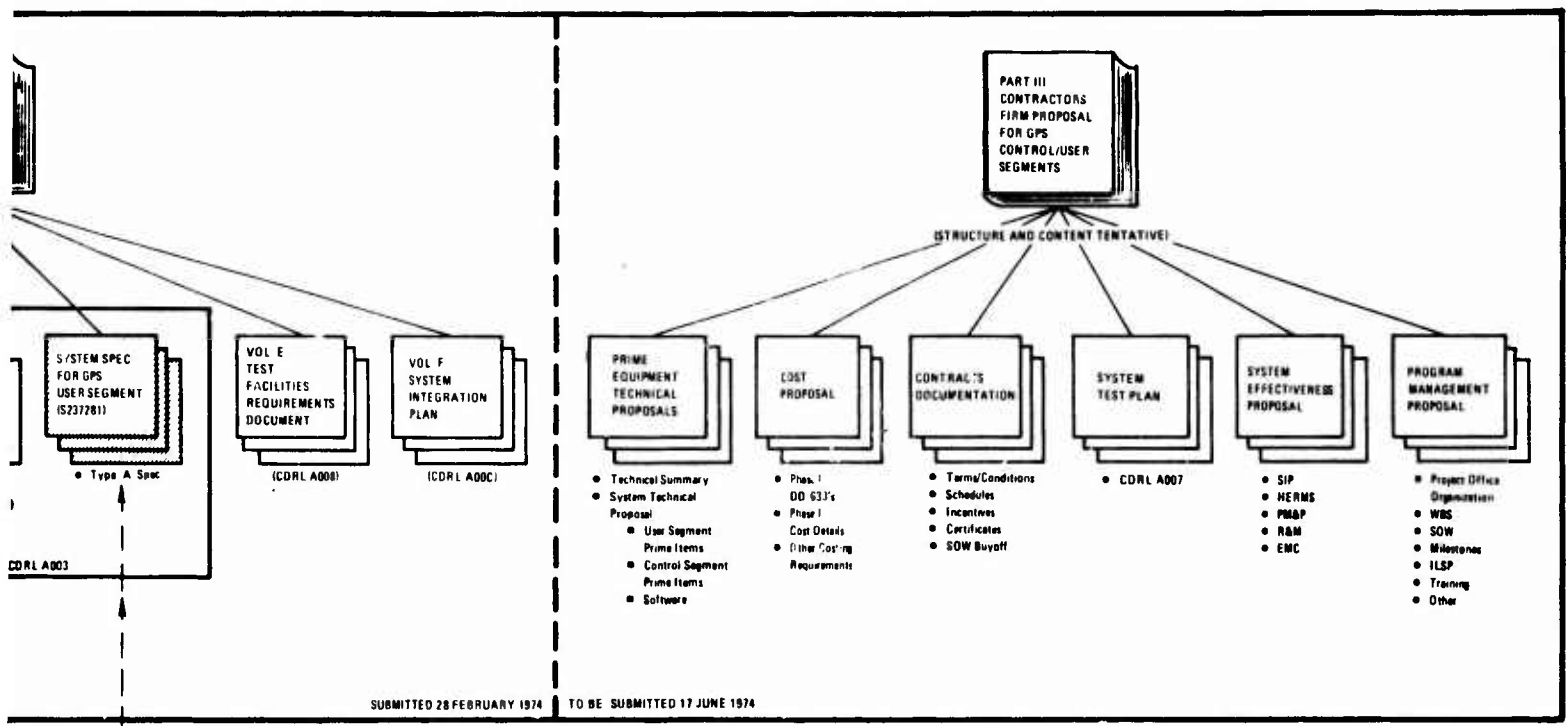 PART III
CONTRACTORS
FIRM PROPOSAL
FOR GPS
CONTROL/USER
SEGMENTS
(STRUCTURE AND CONTENT TENTATIVE)
SYSTEM SPEC
FOR GPS
USER SEGMENT
(S237281)
• Type A Spec
CDRL A003
VOL E
TEST
FACILITIES
REQUIREMENTS
DOCUMENT
(CDRL A00B)
VOL F
SYSTEM
INTEGRATION
PLAN
(CDRL A00C)
SUBMITTED 28 FEBRUARY 1974
PRIME
EQUIPMENT
TECHNICAL
PROPOSALS
• Technical Summary
• System Technical
Proposal
■ User Segment
Prime Items
■ Control Segment
Prime Items
■ Software
COST
PROPOSAL
• Phase I
DD 633's
• Phase I
Cost Details
• Other Costing
Requirements
CONTRACTS
DOCUMENTATION
• Terms/Conditions
• Schedules
• Incentives
• Certificates
• SOW Buyoff
SYSTEM
TEST PLAN
• CDRL A007
SYSTEM
EFFECTIVENESS
PROPOSAL
• SIP
• HERMS
• PM&P
• R&M
• EMC
PROGRAM
MANAGEMENT
PROPOSAL
• Project Office
Organization
• WBS
• SOW
• Milestones
• ILSP
• Training
• Other
TO BE SUBMITTED 17 JUNE 1974